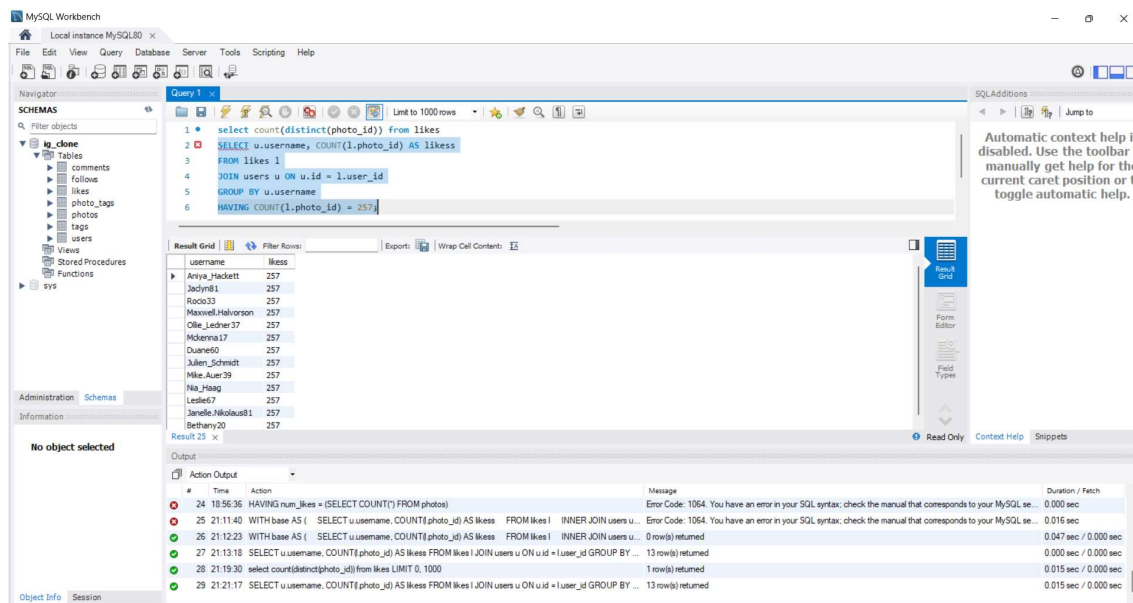 MySQL Workbench
Local instance MySQL80
File Edit View Query Database Server Tools Scripting Help
Navigator
SCHEMAS
Filter objects
ig_clone
Tables
comments
follows
likes
photo_tags
photos
tags
users
Views
Stored Procedures
Functions
sys
Administration Schemas
Information
No object selected
Object Info Session
Query 1
Limit to 1000 rows
1 select count(distinct(photo_id)) from likes
2 SELECT u.username, COUNT(l.photo_id) AS likess
3 FROM likes l
4 JOIN users u ON u.id = l.user_id
5 GROUP BY u.username
6 HAVING COUNT(l.photo_id) = 257;
Result Grid Filter Rows: Export: Wrap Cell Content:
username likess
Aniya_Hackett 257
Jaclyn81 257
Rocio33 257
Maxwell.Halvorson 257
Ollie_Ledner37 257
Mckenna17 257
Duane60 257
Julien_Schmidt 257
Mike.Auer39 257
Nia_Haag 257
Leslie67 257
Janelle.Nikolaus81 257
Bethany20 257
Result Grid
Form Editor
Field Types
Result 25
Read Only
SQLAdditions
Jump to
Automatic context help i
disabled. Use the toolbar
manually get help for the
current caret position or t
toggle automatic help.
Context Help Snippets
Output
Action Output
# Time Action Message Duration / Fetch
24 18:56:36 HAVING num_likes = (SELECT COUNT(*) FROM photos) Error Code: 1064. You have an error in your SQL syntax; check the manual that corresponds to your MySQL se... 0.000 sec
25 21:11:40 WITH base AS ( SELECT u.username, COUNT(l.photo_id) AS likess FROM likes l INNER JOIN users u... Error Code: 1064. You have an error in your SQL syntax; check the manual that corresponds to your MySQL se... 0.016 sec
26 21:12:23 WITH base AS ( SELECT u.username, COUNT(l.photo_id) AS likess FROM likes l INNER JOIN users u... 0 row(s) returned 0.047 sec / 0.000 sec
27 21:13:18 SELECT u.username, COUNT(l.photo_id) AS likess FROM likes l JOIN users u ON u.id = l.user_id GROUP BY ... 13 row(s) returned 0.000 sec / 0.000 sec
28 21:19:30 select count(distinct(photo_id)) from likes LIMIT 0, 1000 1 row(s) returned 0.015 sec / 0.000 sec
29 21:21:17 SELECT u.username, COUNT(l.photo_id) AS likess FROM likes l JOIN users u ON u.id = l.user_id GROUP BY ... 13 row(s) returned 0.015 sec / 0.000 sec